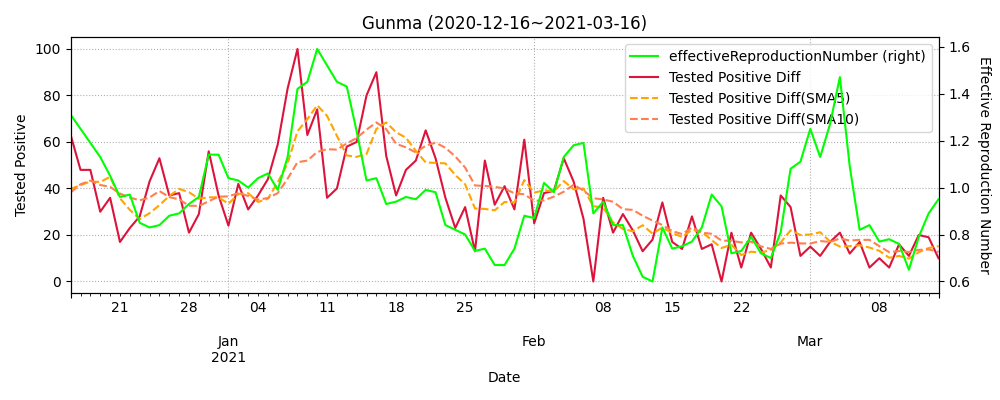 Gunma (2020-12-16~2021-03-16)
effectiveReproductionNumber (right)
Tested Positive Diff
Tested Positive Diff(SMA5)
Tested Positive Diff(SMA10)
Tested Positive
100
80
60
40
20
0
Effective Reproduction Number
1.6
1.4
1.2
1.0
0.8
0.6
21 28 04 11 18 25 08 15 22 08
Jan Feb Mar
2021
Date